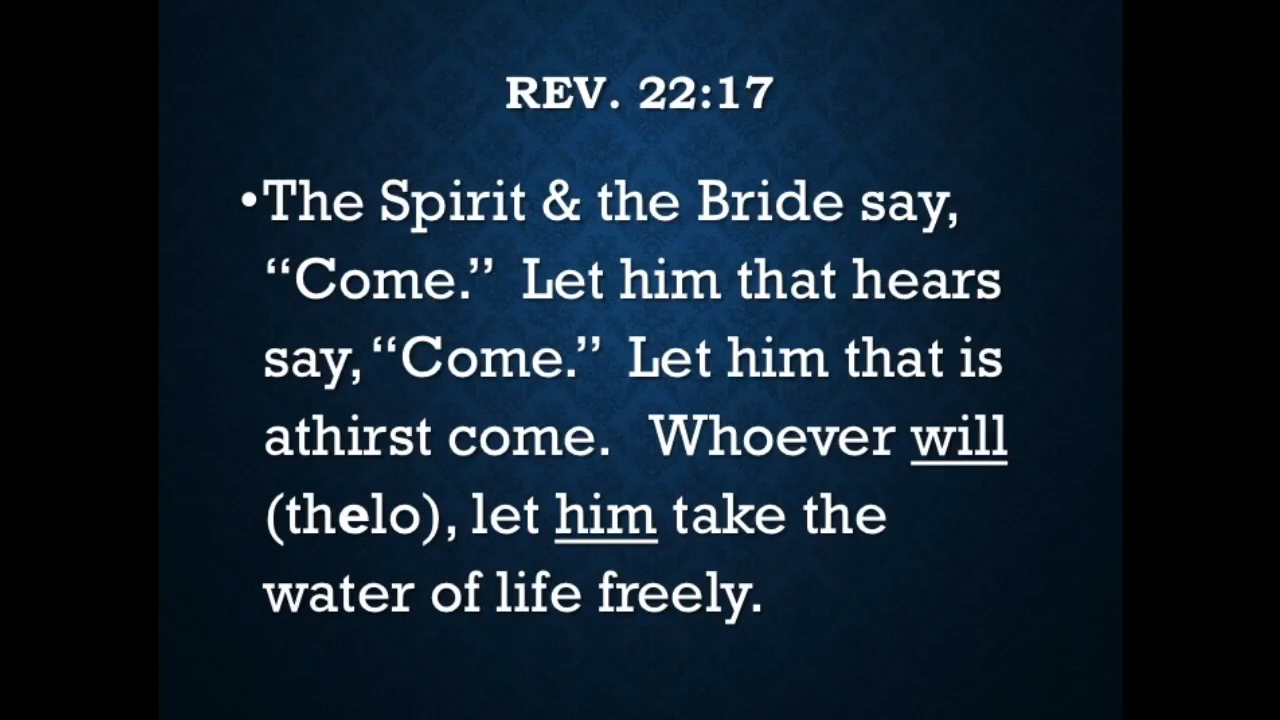 REV. 22:17
•The Spirit & the Bride say,
“Come.” Let him that hears
say, “Come.” Let him that is
athirst come. Whoever will
(thelo), let him take the
water of life freely.